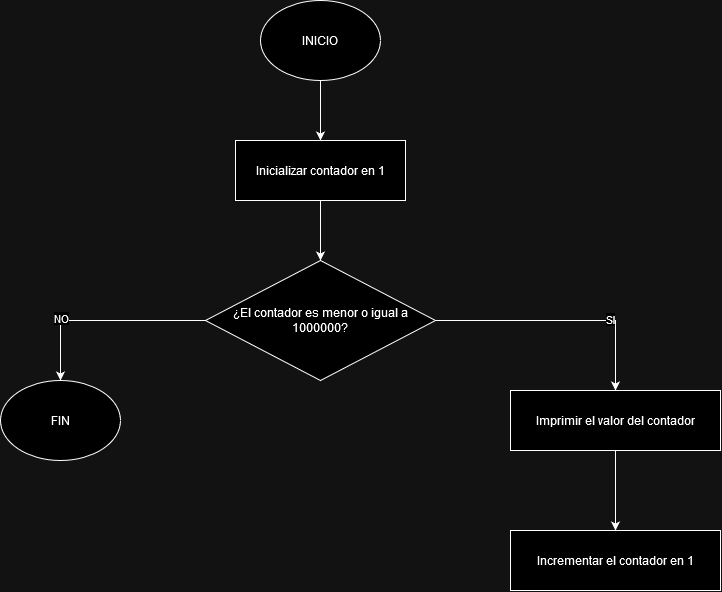 INICIO
Inicializar contador en 1
¿El contador es menor o igual a
1000000?
NO
SI
FIN
Imprimir el valor del contador
Incrementar el contador en 1